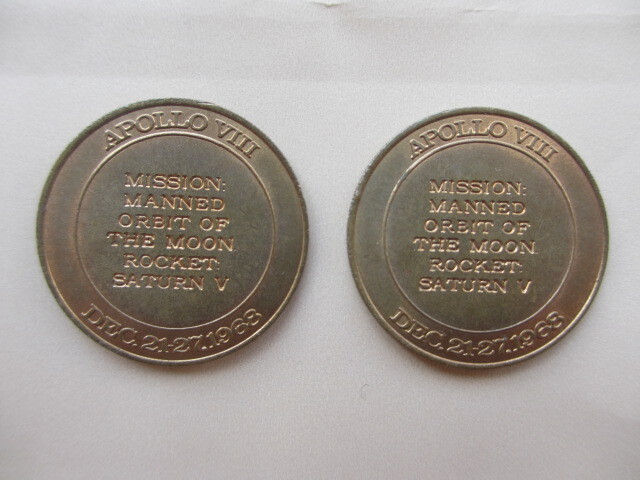 APOLLO VIII
MISSION:
MANNED
ORBIT OF
THE MOON.
ROCKET:
SATURN V
DEC. 21-27, 1968
APOLLO VIII
MISSION:
MANNED
ORBIT OF
THE MOON.
ROCKET:
SATURN V
DEC. 21-27, 1968